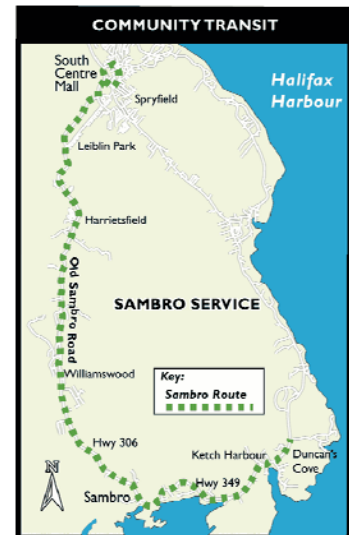 COMMUNITY TRANSIT
South
Centre
Mall
Halifax
Harbour
Spryfield
Leiblin Park
Harrietsfield
Old Sambro Road
SAMBRO SERVICE
Williamswood
Key:
Sambro Route
Hwy 306
Ketch Harbour
Duncan's
Cove
N
Sambro
Hwy 349